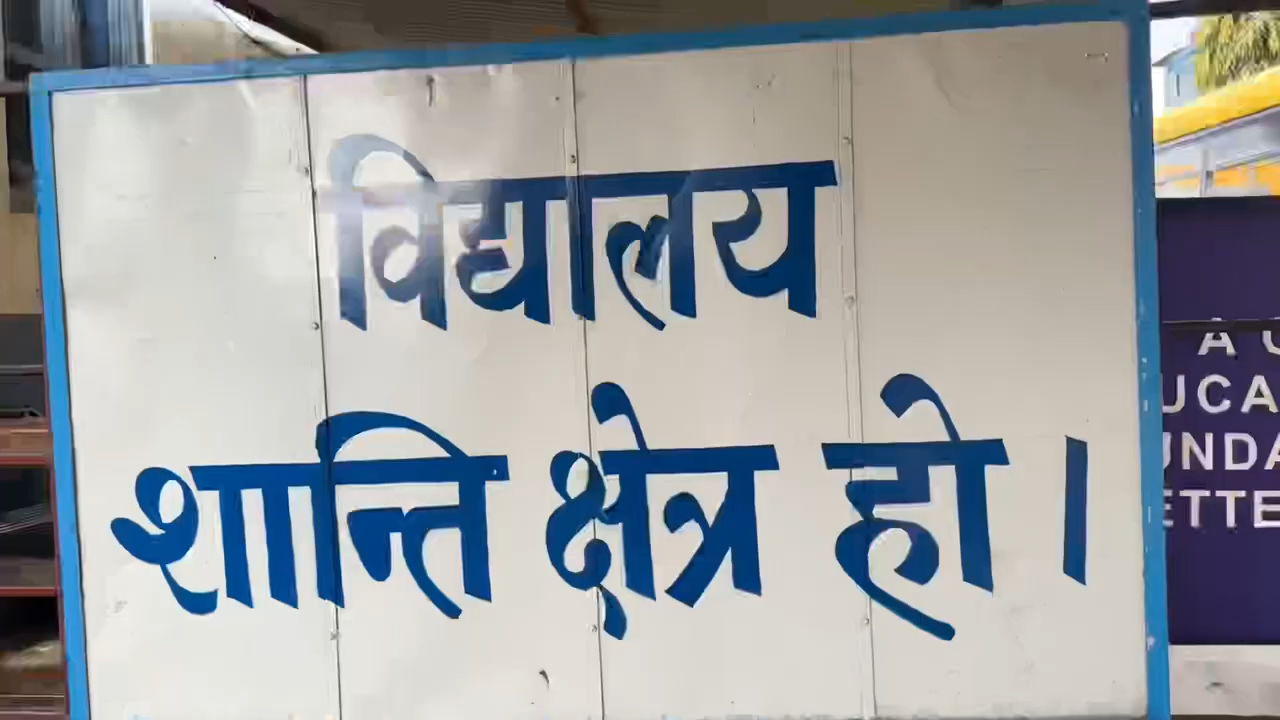 विद्यालय
शान्ति क्षेत्र हो ।